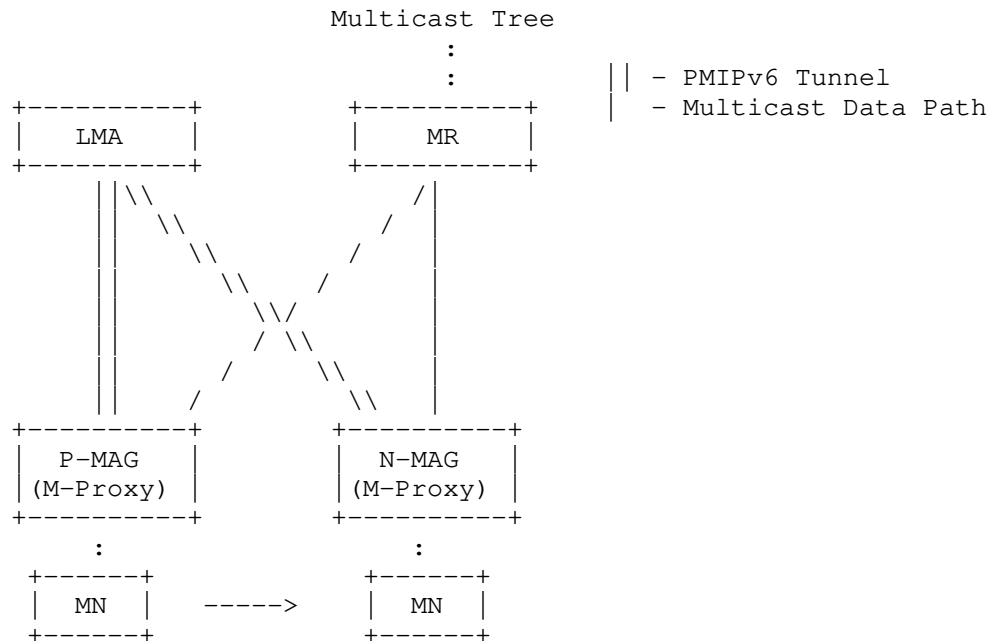 Multicast Tree
:
: || - PMIPv6 Tunnel
+----------+ +----------+ | - Multicast Data Path
| LMA | | MR |
+----------+ +----------+
||\\ /|
|| \\ / |
|| \\ / |
|| \\ / |
|| \\ / |
|| / \\ |
|| / \\ |
|| / \\ |
+----------+ +----------+
| P-MAG | | N-MAG |
|(M-Proxy) | |(M-Proxy) |
+----------+ +----------+
: :
+------+ +------+
| MN | -----> | MN |
+------+ +------+